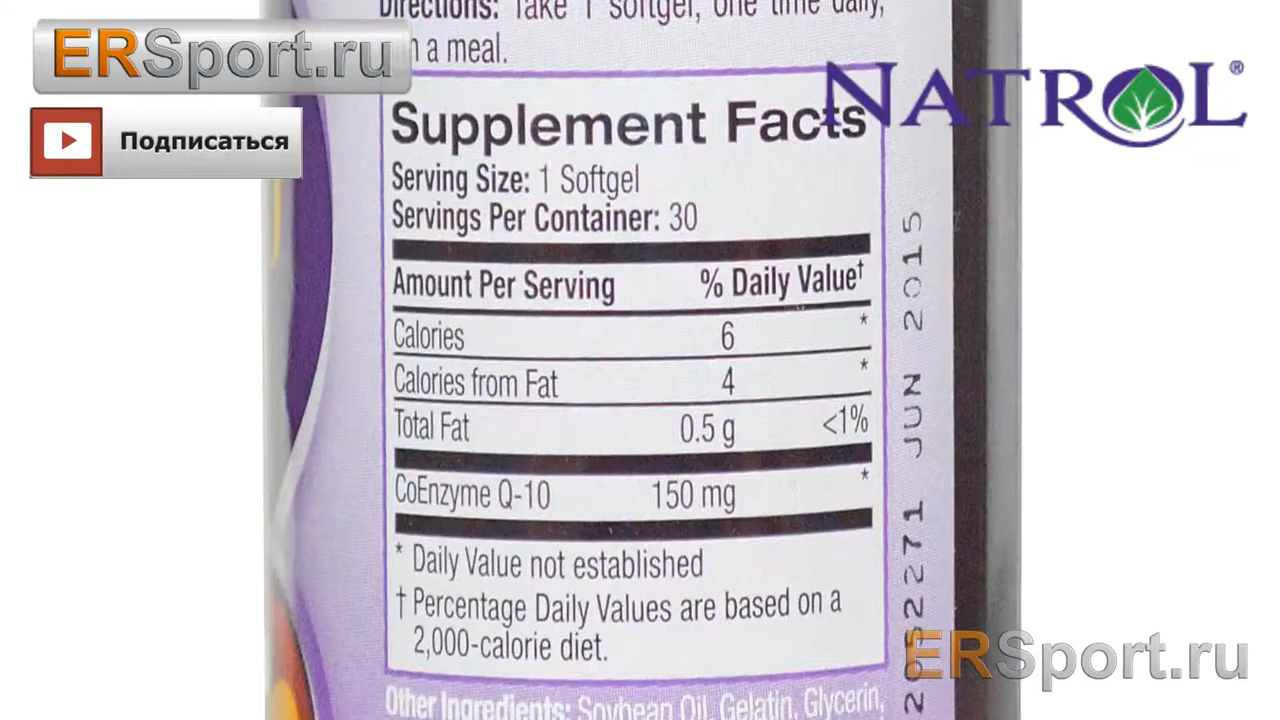 Directions: Take 1 softgel, one time daily,
a meal.
ERSport.ru
Подписаться
NATROL®
Supplement Facts
Serving Size: 1 Softgel
Servings Per Container: 30
Amount Per Serving % Daily Value†
Calories 6 *
Calories from Fat 4 *
Total Fat 0.5 g <1%
CoEnzyme Q-10 150 mg *
* Daily Value not established
† Percentage Daily Values are based on a
2,000-calorie diet.
Other Ingredients: Soybean Oil, Gelatin, Glycerin,
JUN 2015
ERSport.ru